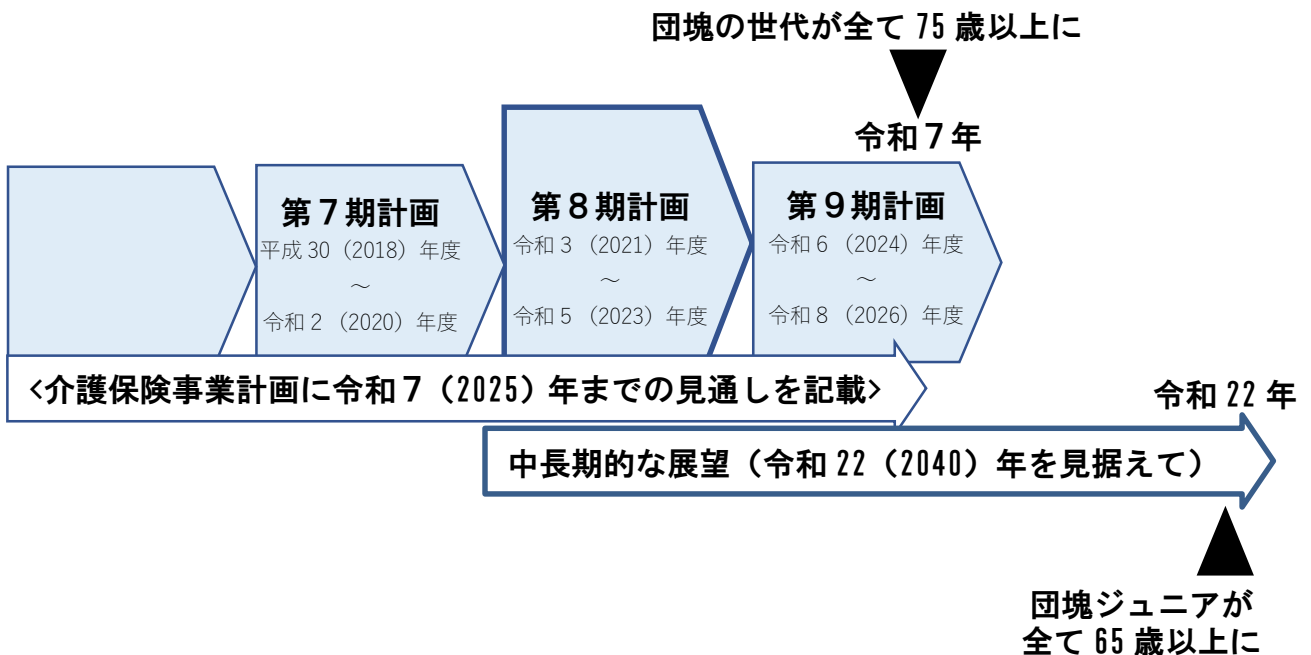 団塊の世代が全て 75 歳以上に
令和７年
第７期計画
平成 30（2018）年度
～
令和２（2020）年度
第８期計画
令和３（2021）年度
～
令和５（2023）年度
第９期計画
令和６（2024）年度
～
令和８（2026）年度
<介護保険事業計画に令和７（2025）年までの見通しを記載>
令和 22 年
中長期的な展望（令和 22（2040）年を見据えて）
団塊ジュニアが
全て 65 歳以上に